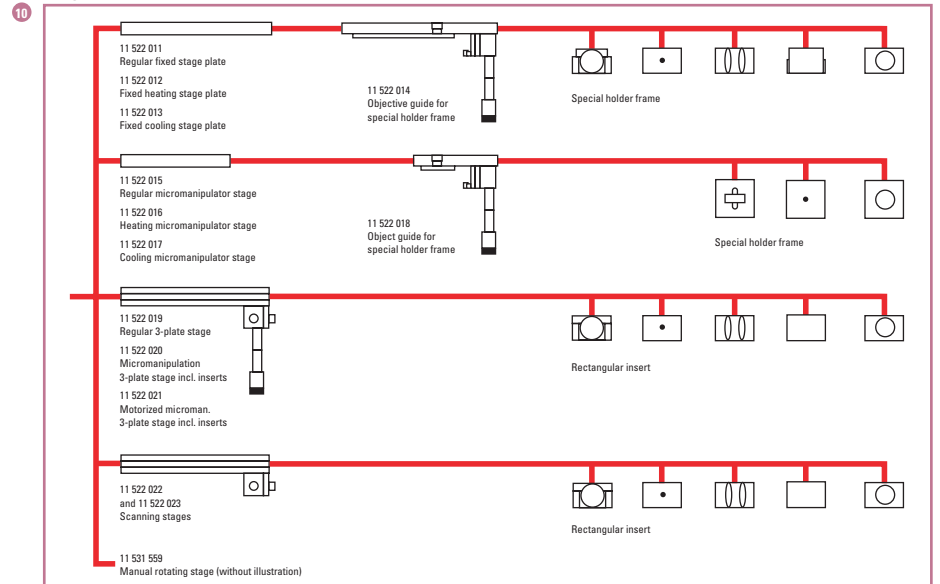 10
11 522 011
Regular fixed stage plate
11 522 012
Fixed heating stage plate
11 522 013
Fixed cooling stage plate
11 522 014
Objective guide for
special holder frame
Special holder frame
11 522 015
Regular micromanipulator stage
11 522 016
Heating micromanipulator stage
11 522 017
Cooling micromanipulator stage
11 522 018
Object guide for
special holder frame
Special holder frame
11 522 019
Regular 3-plate stage
11 522 020
Micromanipulation
3-plate stage incl. inserts
11 522 021
Motorized microman.
3-plate stage incl. inserts
Rectangular insert
11 522 022
and 11 522 023
Scanning stages
Rectangular insert
11 531 559
Manual rotating stage (without illustration)